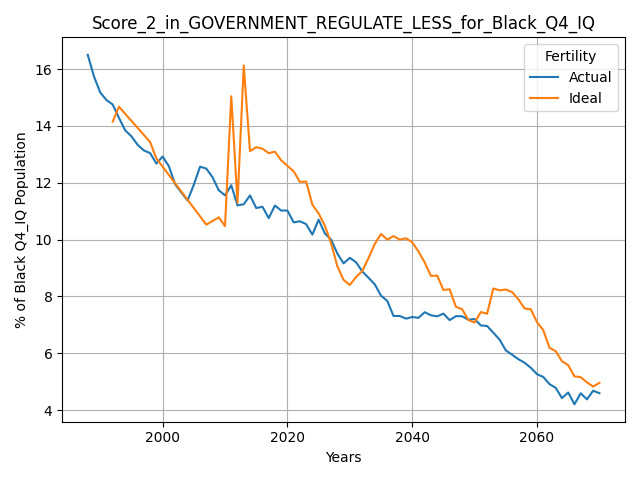 Score_2_in_GOVERNMENT_REGULATE_LESS_for_Black_Q4_IQ
Fertility
Actual
Ideal
% of Black Q4_IQ Population
16
14
12
10
8
6
4
2000
2020
2040
2060
Years